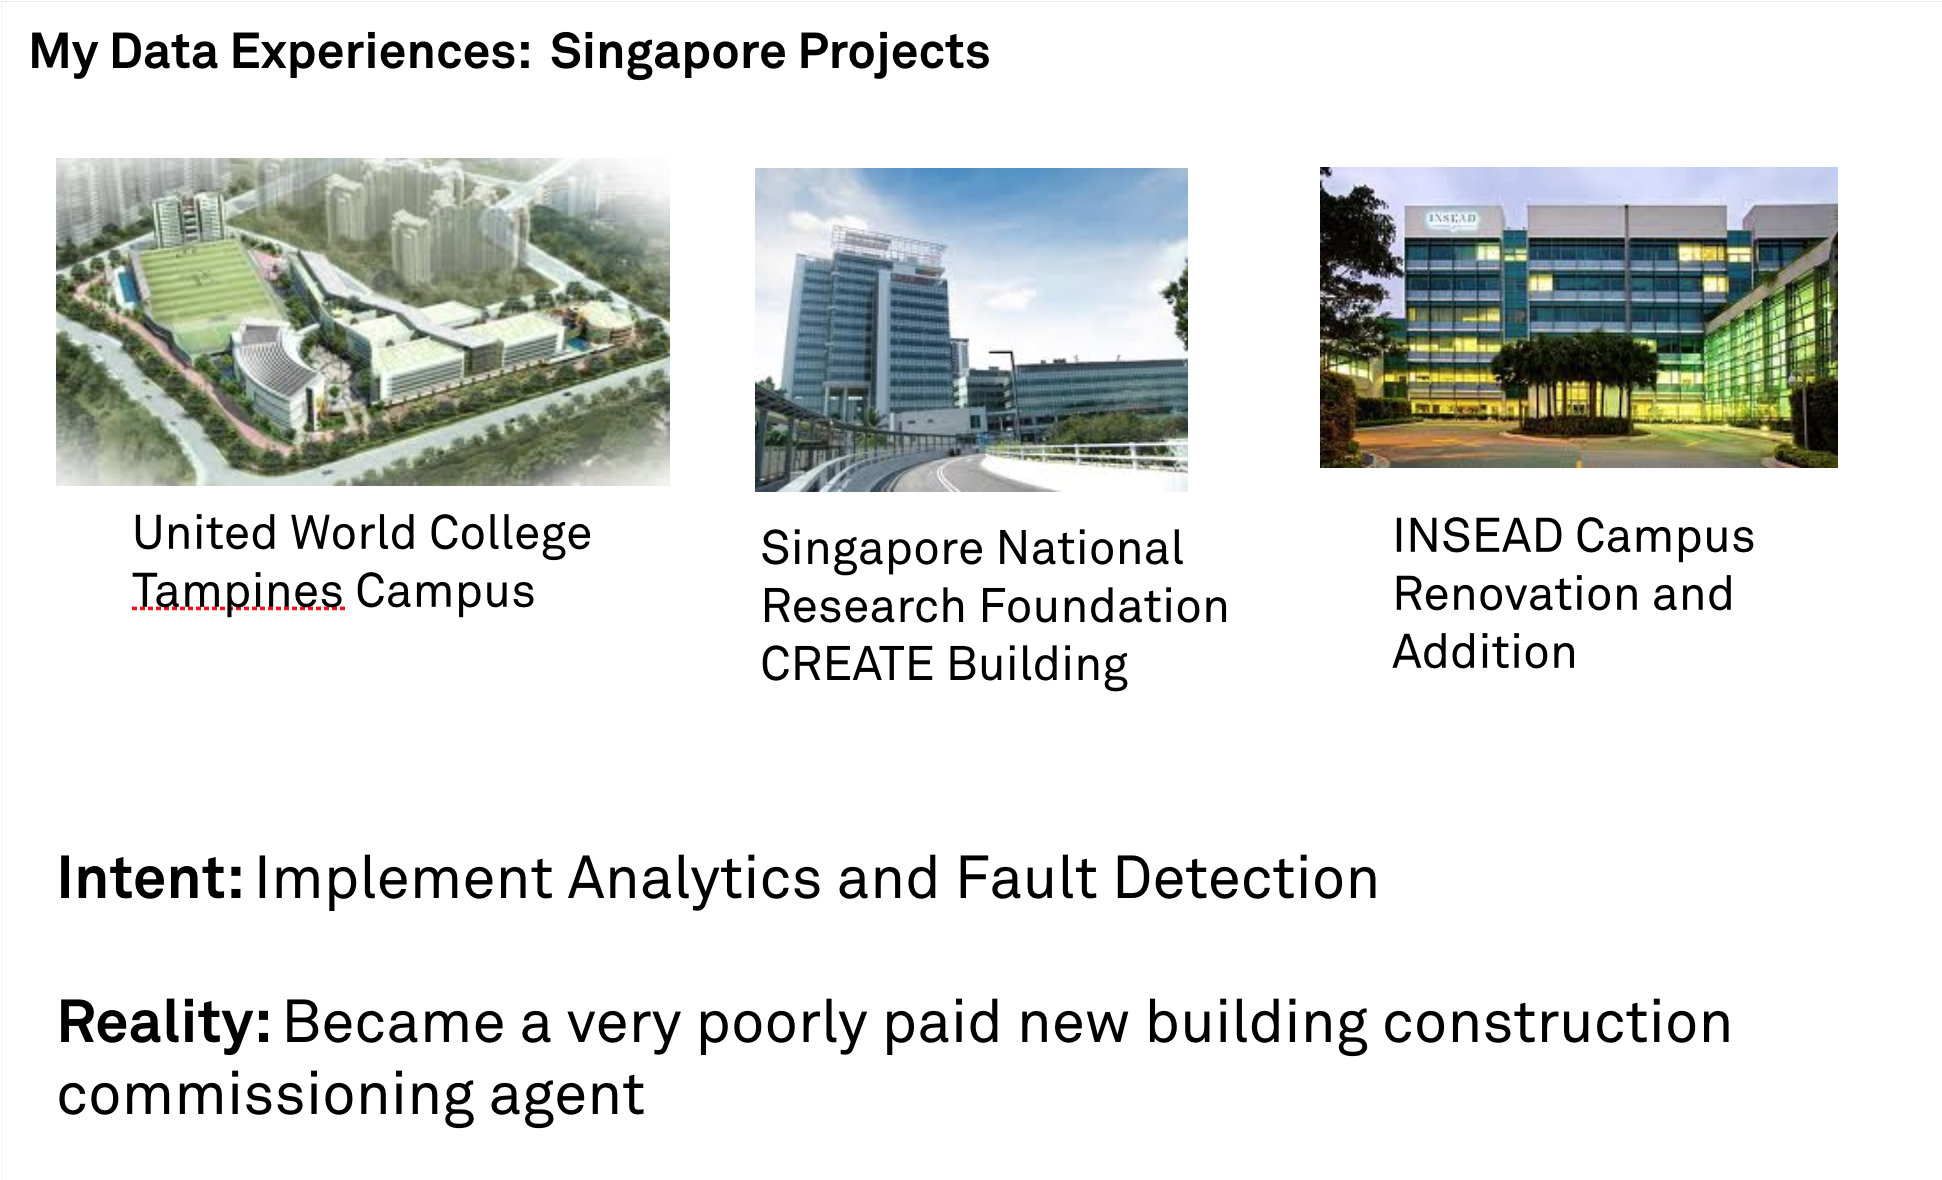 My Data Experiences: Singapore Projects
INSEAD
United World College
Tampines Campus
Singapore National
Research Foundation
CREATE Building
INSEAD Campus
Renovation and
Addition
Intent: Implement Analytics and Fault Detection
Reality: Became a very poorly paid new building construction
commissioning agent